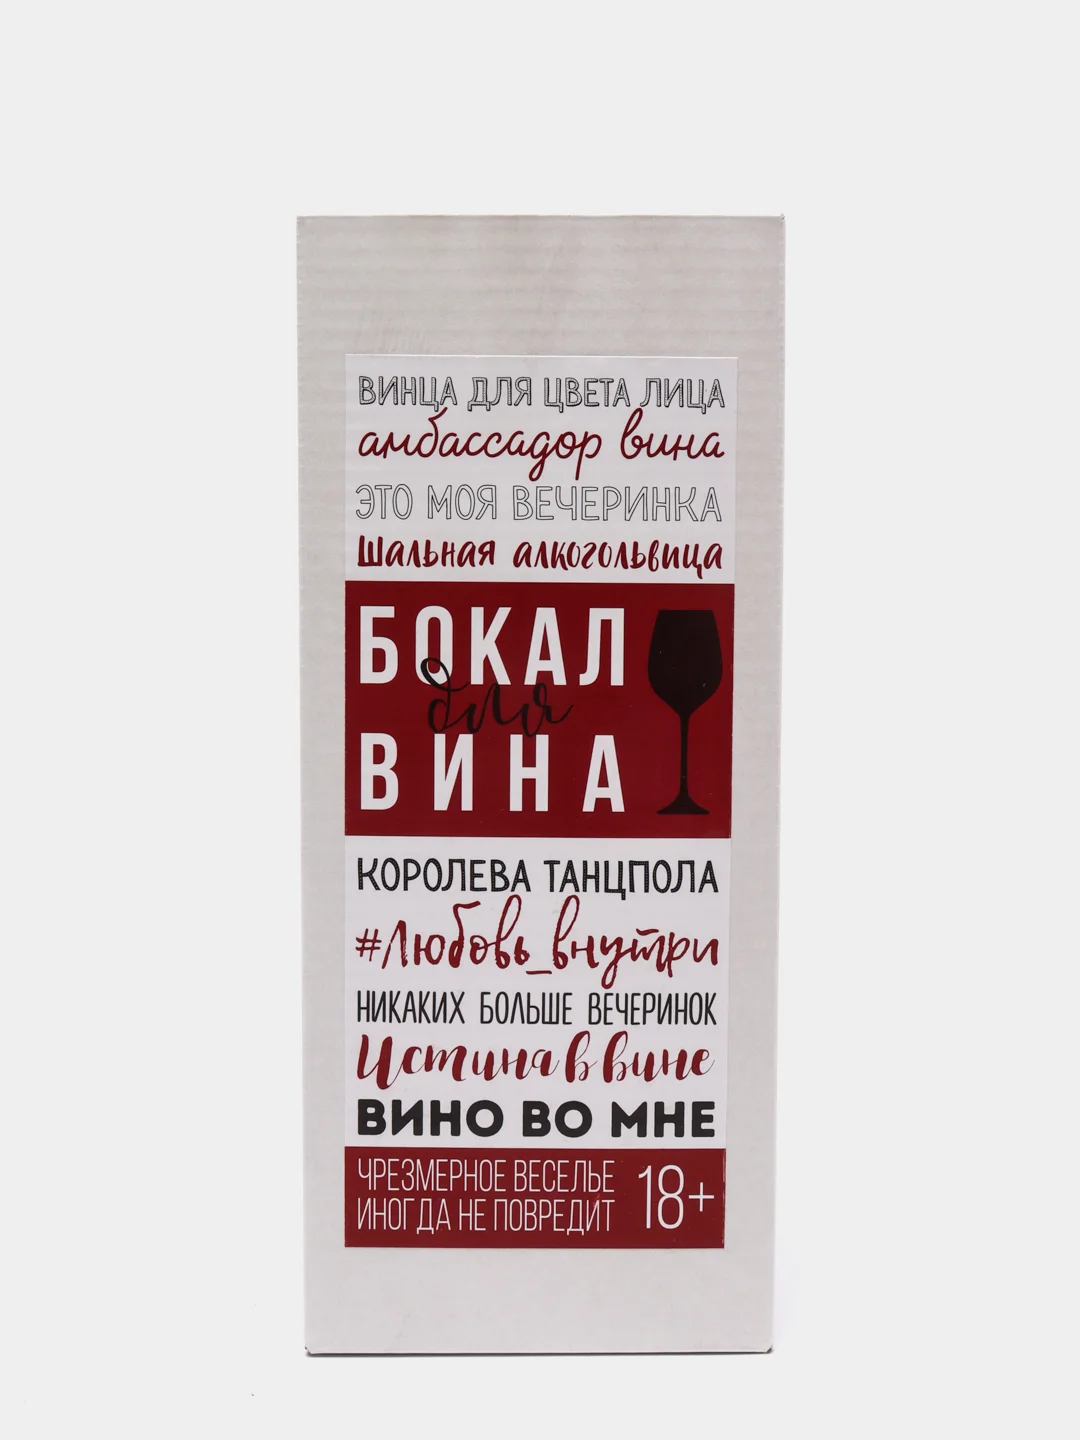 ВИНЦА ДЛЯ ЦВЕТА ЛИЦА
амбассадор вина
ЭТО МОЯ ВЕЧЕРИНКА
Шальная алкогольвица
БОКАЛ
для
ВИНА
КОРОЛЕВА ТАНЦПОЛА
#Любовь_внутри
НИКАКИХ БОЛЬШЕ ВЕЧЕРИНОК
Истина в вине
ВИНО ВО МНЕ
ЧРЕЗМЕРНОЕ ВЕСЕЛЬЕ
ИНОГДА НЕ ПОВРЕДИТ
18+